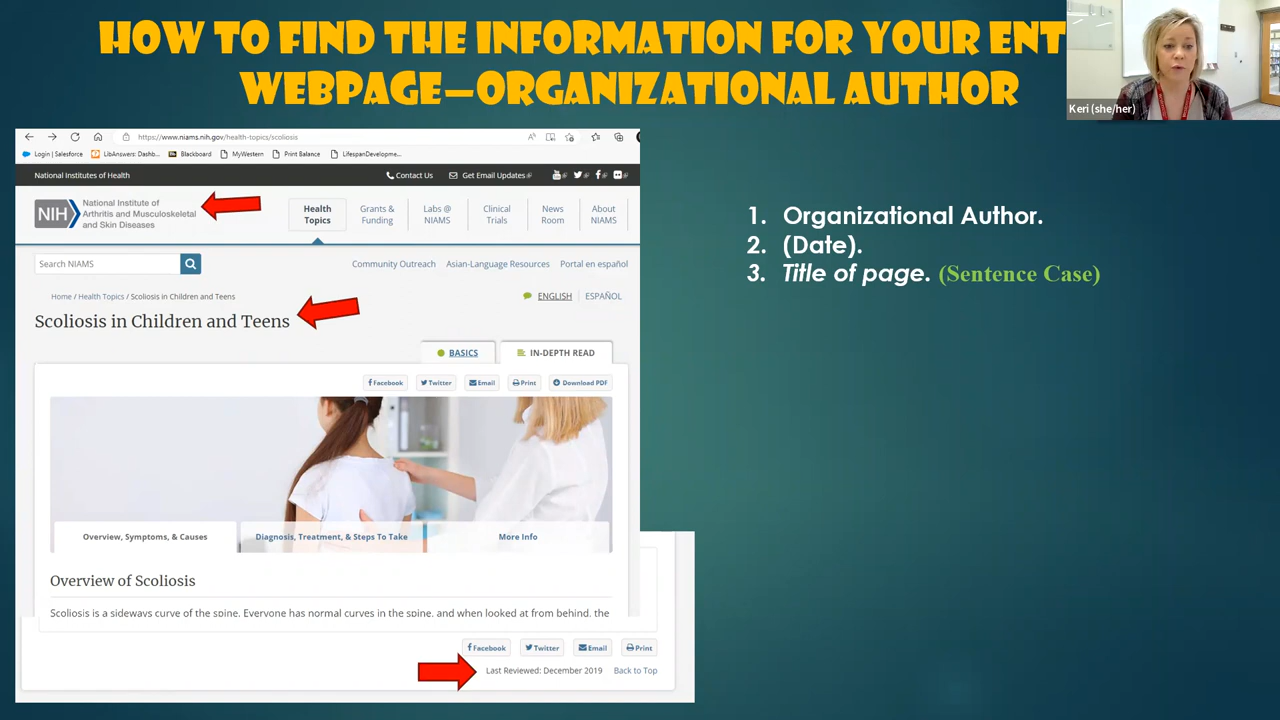 HOW TO FIND THE INFORMATION FOR YOUR ENT
WEBPAGE—ORGANIZATIONAL AUTHOR
Keri (she/her)
https://www.niams.nih.gov/health-topics/scoliosis
Login | Salesforce LibAnswers: Dashb... Blackboard MyWestern Print Balance LifespanDevelopme...
National Institutes of Health Contact Us Get Email Updates
NIH
National Institute of
Arthritis and Musculoskeletal
and Skin Diseases
Health
Topics
Grants &
Funding
Labs @
NIAMS
Clinical
Trials
News
Room
About
NIAMS
Search NIAMS Community Outreach Asian-Language Resources Portal en español
Home / Health Topics / Scoliosis in Children and Teens ENGLISH ESPAÑOL
Scoliosis in Children and Teens
BASICS IN-DEPTH READ
Facebook Twitter Email Print Download PDF
Overview, Symptoms, & Causes Diagnosis, Treatment, & Steps To Take More Info
Overview of Scoliosis
Scoliosis is a sideways curve of the spine. Everyone has normal curves in the spine, and when looked at from behind, the
Facebook Twitter Email Print
Last Reviewed: December 2019 Back to Top
1. Organizational Author.
2. (Date).
3. Title of page. (Sentence Case)